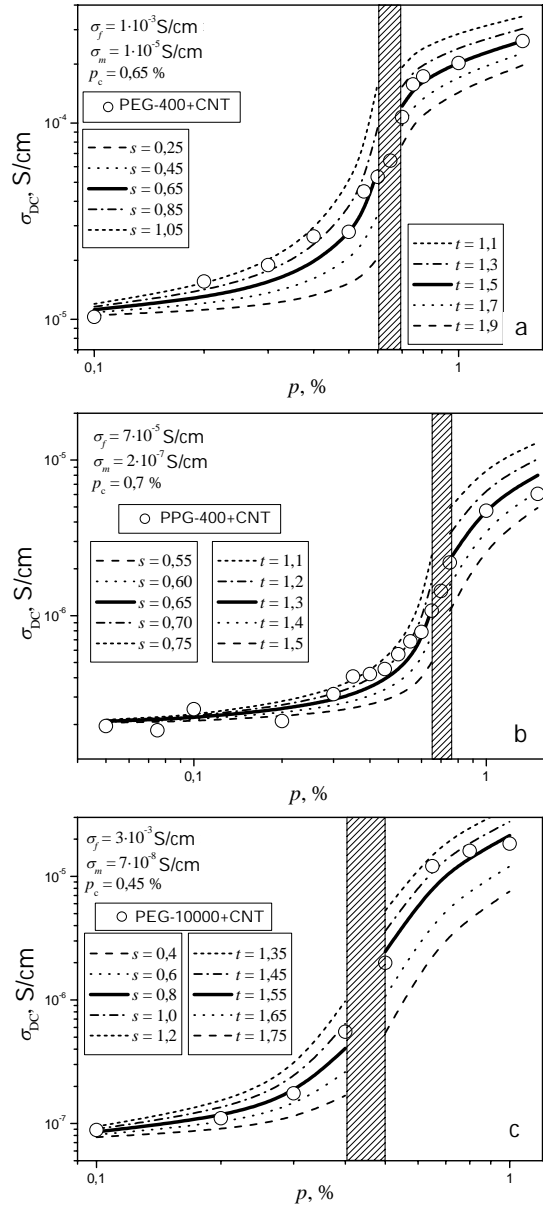 σf = 1·10⁻³S/cm
σm = 1·10⁻⁵S/cm
pc = 0,65%
PEG-400+CNT
s = 0,25
s = 0,45
s = 0,65
s = 0,85
s = 1,05
t = 1,1
t = 1,3
t = 1,5
t = 1,7
t = 1,9
a
10⁻⁴
10⁻⁵
σDC, S/cm
0,1
1
p, %
σf = 7·10⁻⁵S/cm
σm = 2·10⁻⁷S/cm
pc = 0,7 %
PPG-400+CNT
s = 0,55
s = 0,60
s = 0,65
s = 0,70
s = 0,75
t = 1,1
t = 1,2
t = 1,3
t = 1,4
t = 1,5
b
10⁻⁵
10⁻⁶
σDC, S/cm
0,1
1
p, %
σf = 3·10⁻³S/cm
σm = 7·10⁻⁸S/cm
pc = 0,45 %
PEG-10000+CNT
s = 0,4
s = 0,6
s = 0,8
s = 1,0
s = 1,2
t = 1,35
t = 1,45
t = 1,55
t = 1,65
t = 1,75
c
10⁻⁵
10⁻⁶
10⁻⁷
σDC, S/cm
0,1
1
p, %